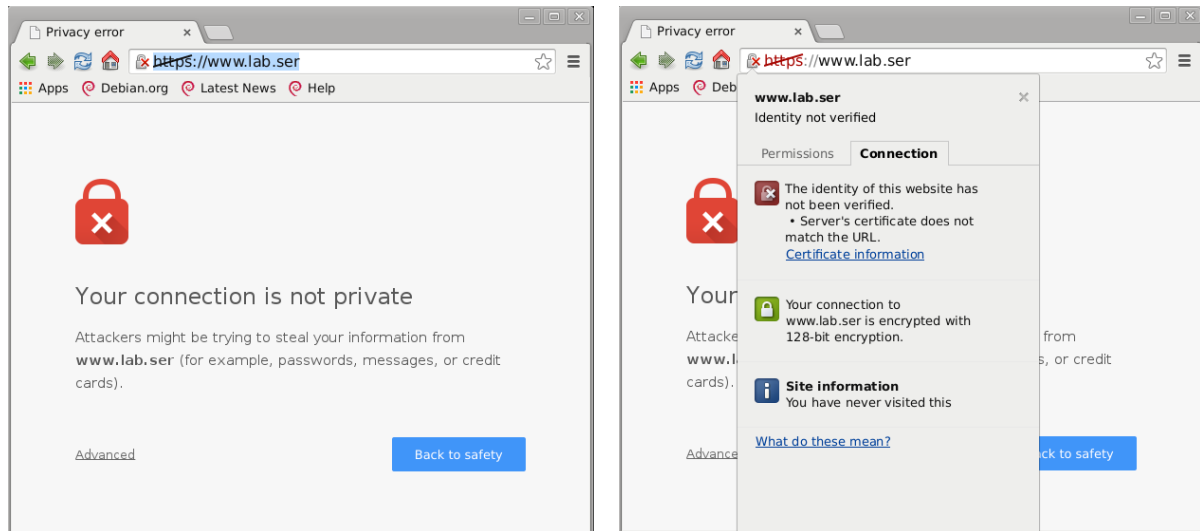 Privacy error
https://www.lab.ser
Apps Debian.org Latest News Help
Your connection is not private
Attackers might be trying to steal your information from
www.lab.ser (for example, passwords, messages, or credit
cards).
Advanced Back to safety
Privacy error
https://www.lab.ser
Apps Deb
www.lab.ser
Identity not verified
Permissions Connection
The identity of this website has
not been verified.
• Server's certificate does not
match the URL.
Certificate information
Your connection to
www.lab.ser is encrypted with
128-bit encryption.
Site information
You have never visited this
What do these mean?
Your
Attacke from
www.l s, or credit
cards).
Advance ck to safety